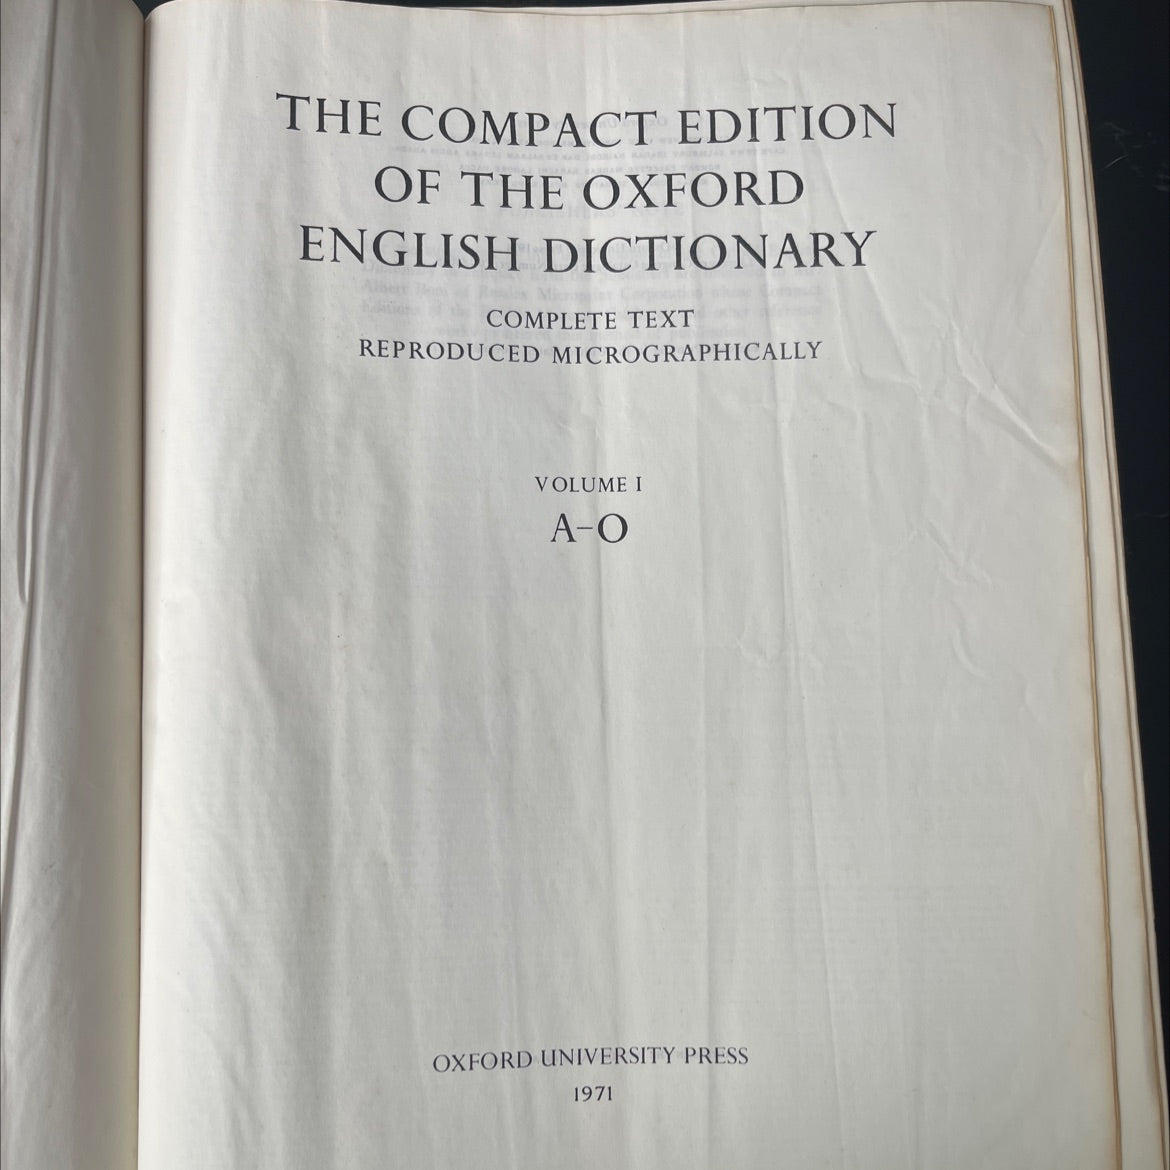 THE COMPACT EDITION
OF THE OXFORD
ENGLISH DICTIONARY
COMPLETE TEXT
REPRODUCED MICROGRAPHICALLY
VOLUME I
A–O
OXFORD UNIVERSITY PRESS
1971